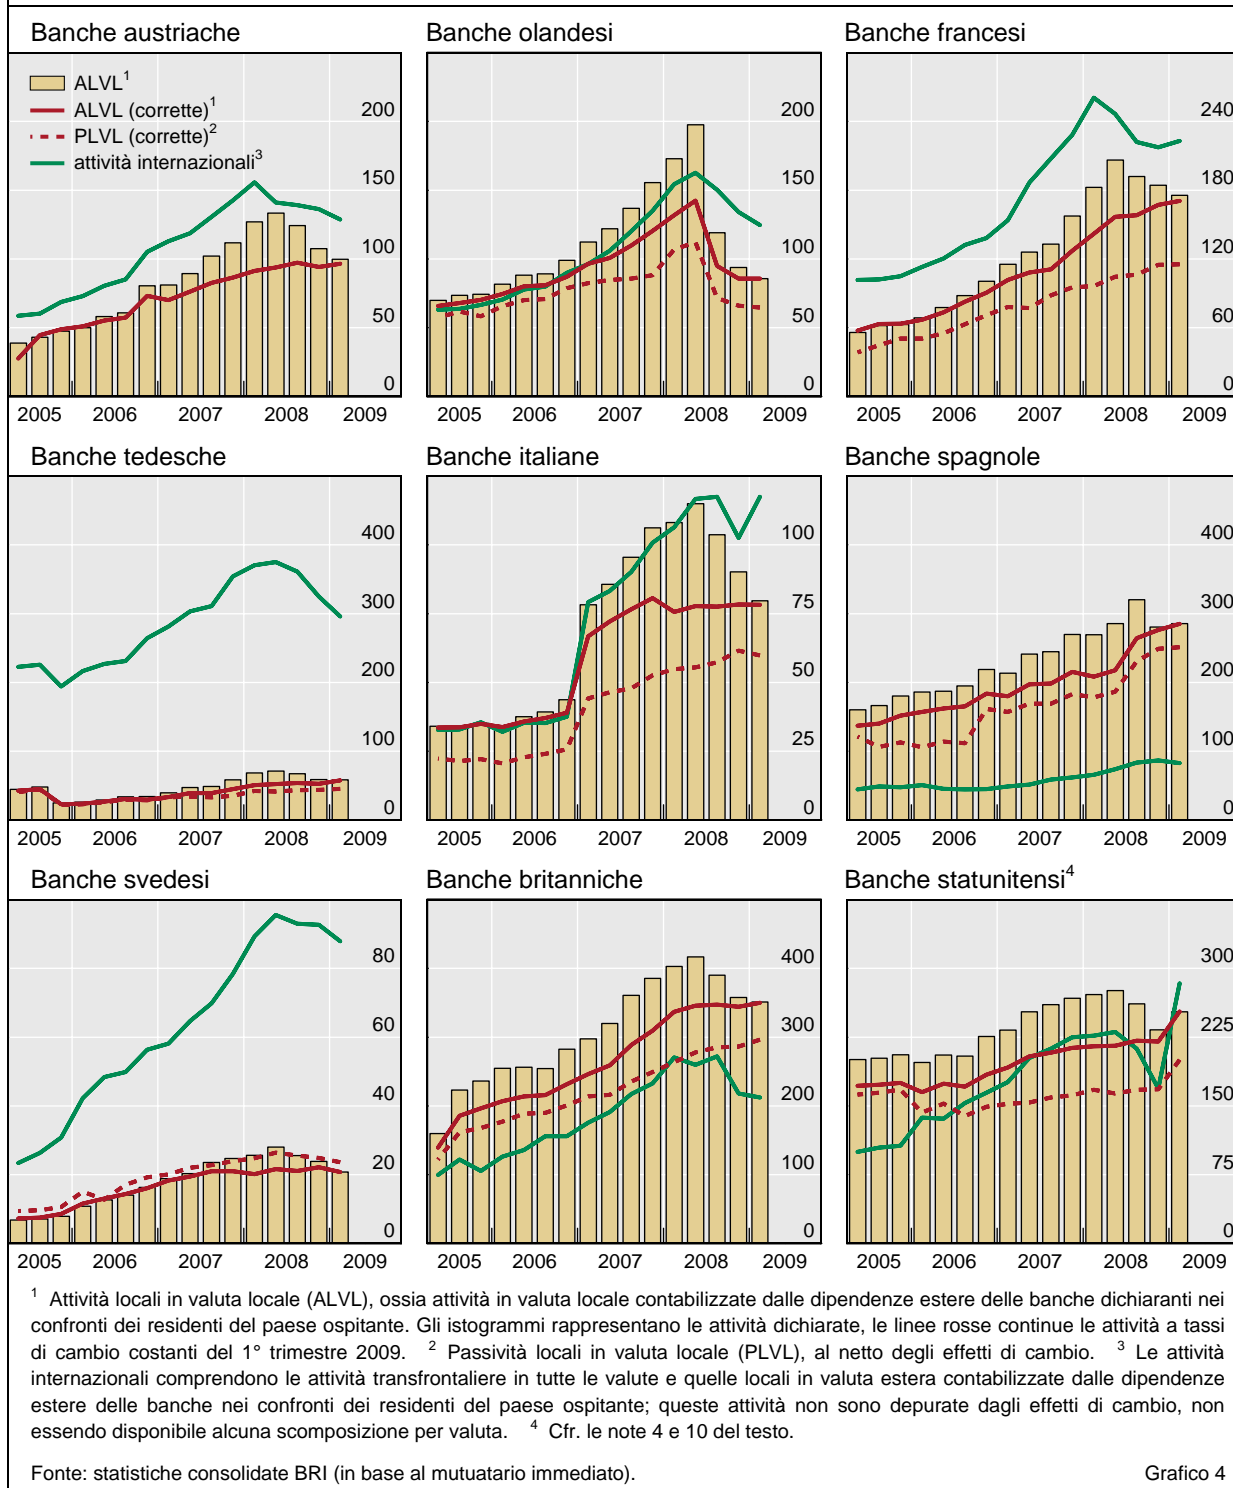 Banche austriache
Banche olandesi
Banche francesi
ALVL¹
ALVL (corrette)¹
PLVL (corrette)²
attività internazionali³
200
150
100
50
0
2005 2006 2007 2008 2009
200
150
100
50
0
2005 2006 2007 2008 2009
240
180
120
60
0
2005 2006 2007 2008 2009
Banche tedesche
Banche italiane
Banche spagnole
400
300
200
100
0
2005 2006 2007 2008 2009
100
75
50
25
0
2005 2006 2007 2008 2009
400
300
200
100
0
2005 2006 2007 2008 2009
Banche svedesi
Banche britanniche
Banche statunitensi⁴
80
60
40
20
0
2005 2006 2007 2008 2009
400
300
200
100
0
2005 2006 2007 2008 2009
300
225
150
75
0
2005 2006 2007 2008 2009
¹ Attività locali in valuta locale (ALVL), ossia attività in valuta locale contabilizzate dalle dipendenze estere delle banche dichiaranti nei
confronti dei residenti del paese ospitante. Gli istogrammi rappresentano le attività dichiarate, le linee rosse continue le attività a tassi
di cambio costanti del 1° trimestre 2009. ² Passività locali in valuta locale (PLVL), al netto degli effetti di cambio. ³ Le attività
internazionali comprendono le attività transfrontaliere in tutte le valute e quelle locali in valuta estera contabilizzate dalle dipendenze
estere delle banche nei confronti dei residenti del paese ospitante; queste attività non sono depurate dagli effetti di cambio, non
essendo disponibile alcuna scomposizione per valuta. ⁴ Cfr. le note 4 e 10 del testo.
Fonte: statistiche consolidate BRI (in base al mutuatario immediato).
Grafico 4